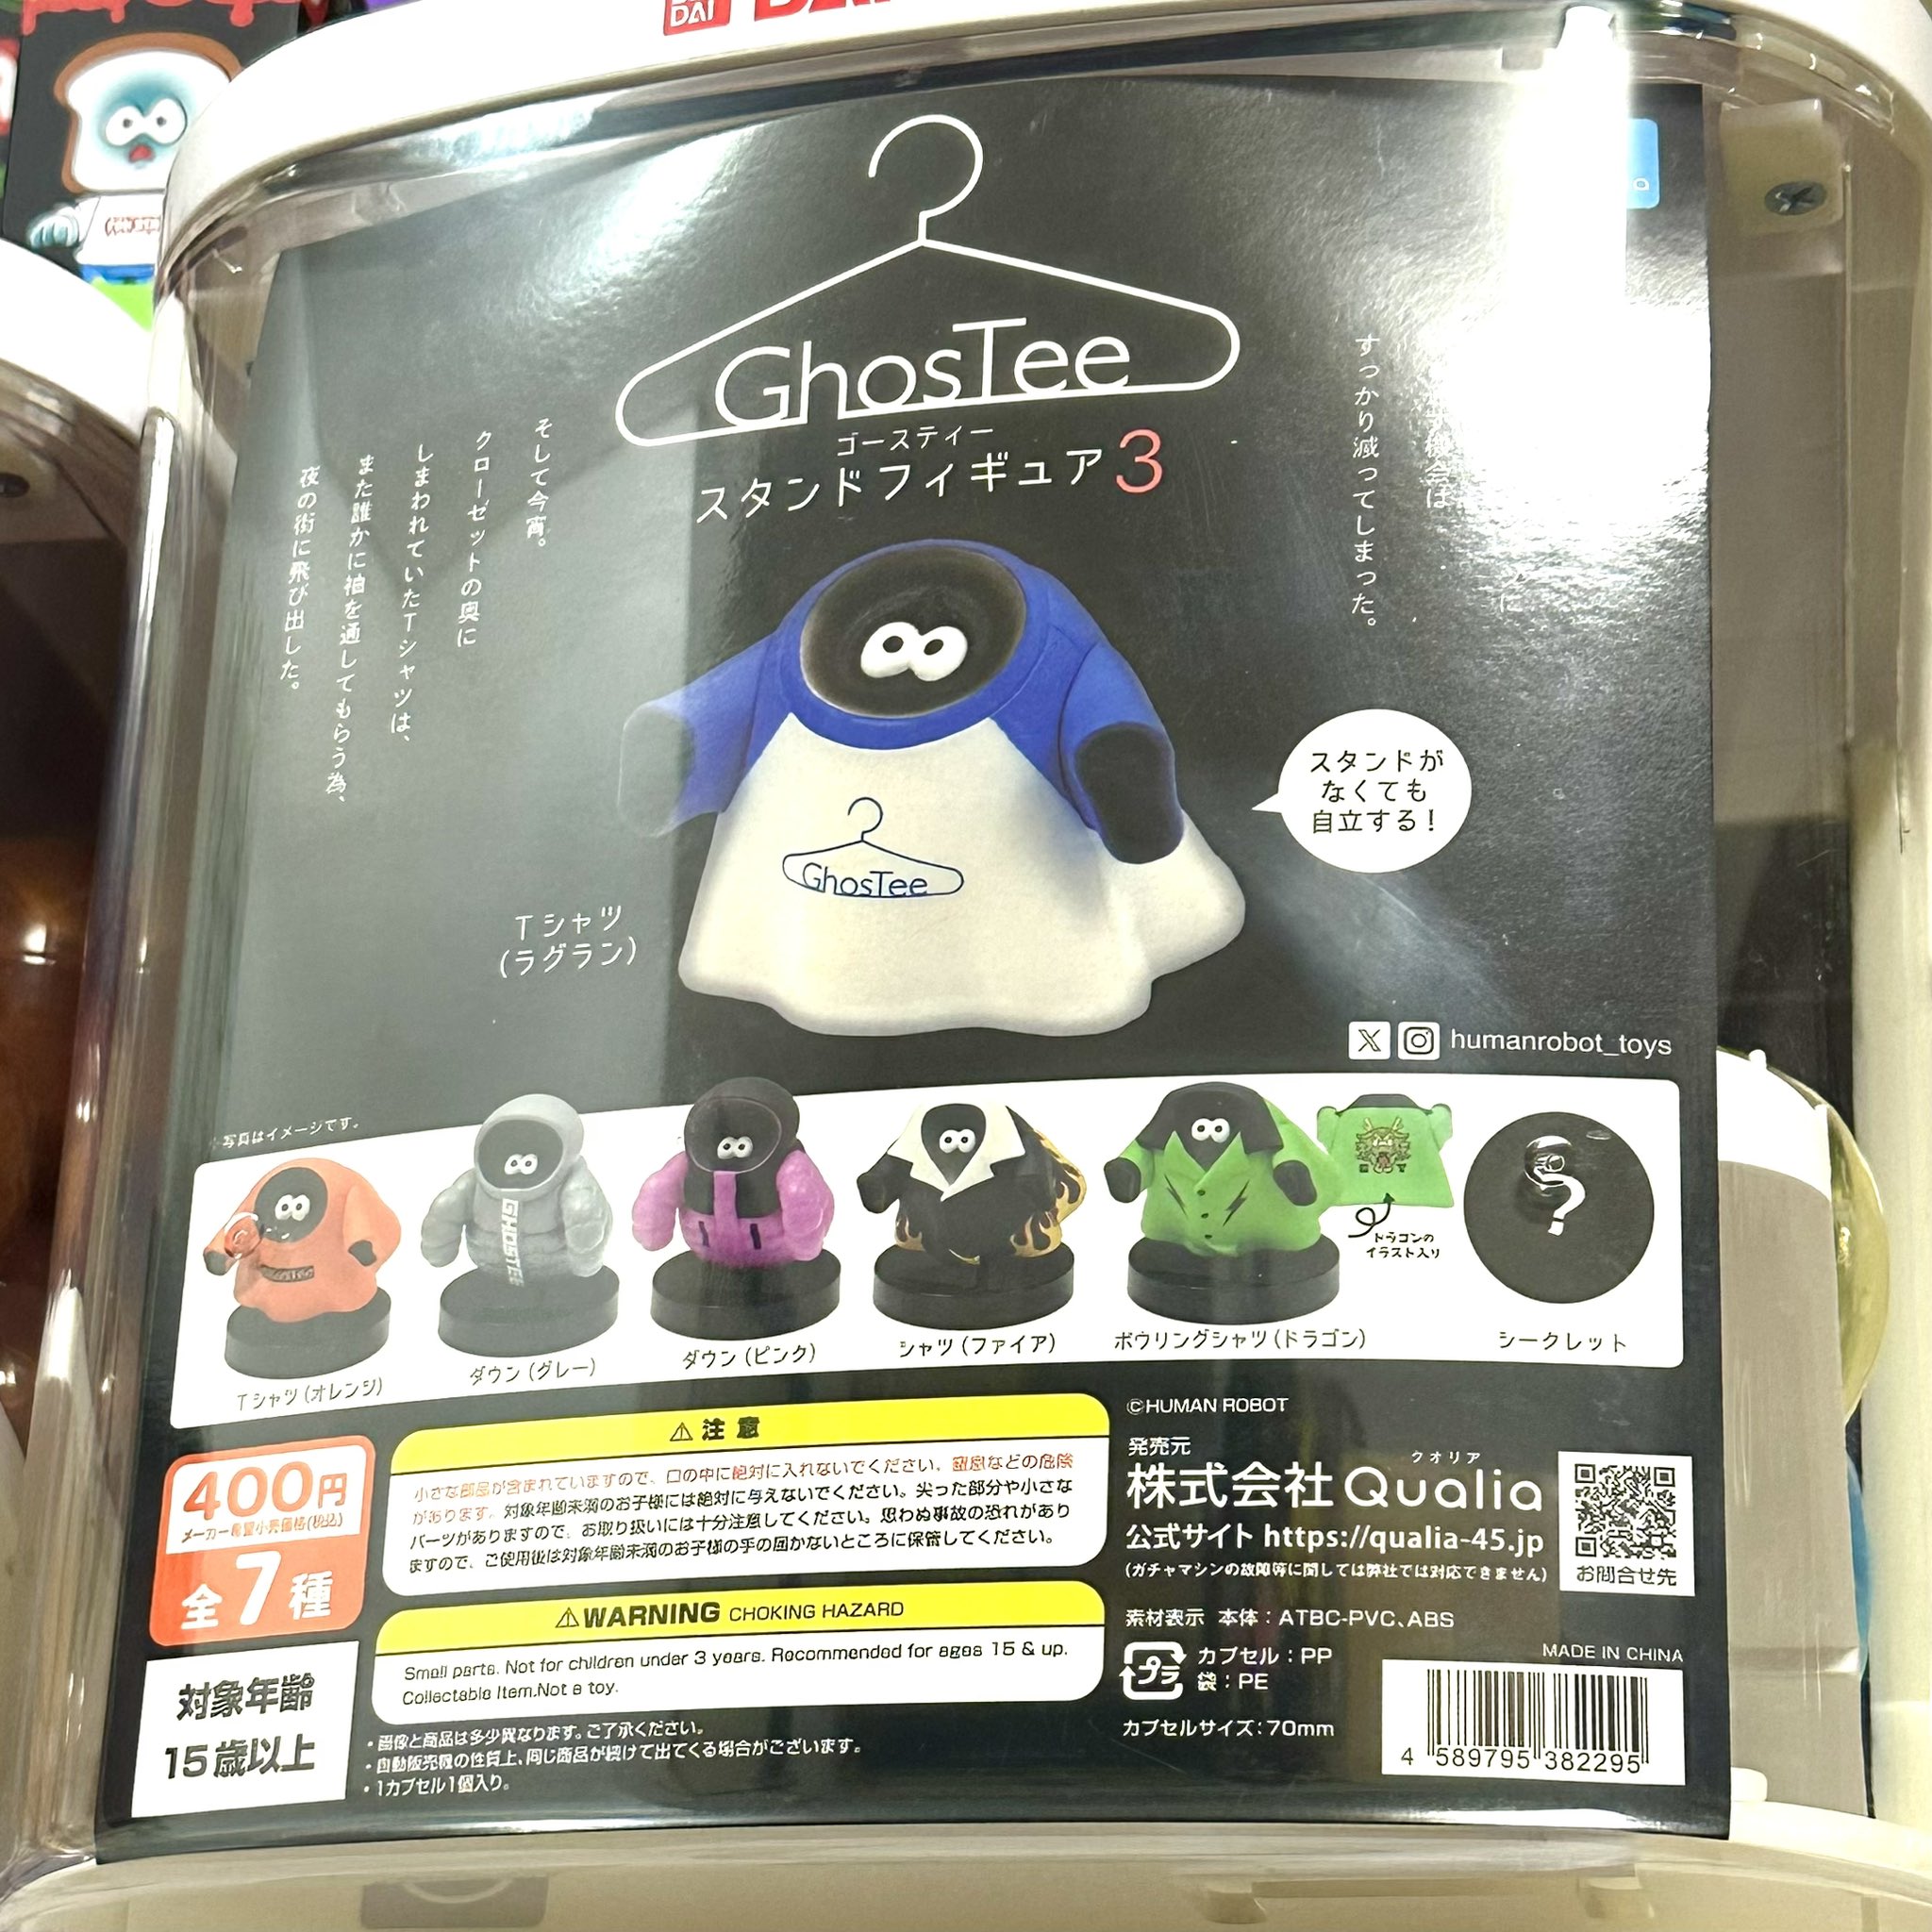 GhosTee
ゴースティー
スタンドフィギュア3
すっかり減ってしまった。
そして今宵。
クローゼットの奥に
しまわれていたTシャツは、
また誰かに袖を通してもらう為、
夜の街に飛び出した。
GhosTee
スタンドが
なくても
自立する!
Tシャツ
(ラグラン)
humanrobot_toys
写真はイメージです。
GHOSTEE
ドラゴンの
イラスト入り
?
Tシャツ(オレンジ)
ダウン(グレー)
ダウン(ピンク)
シャツ(ファイア)
ボウリングシャツ(ドラゴン)
シークレット
400円
メーカー希望小売価格(税込)
全7種
対象年齢
15歳以上
⚠注意
小さな部品が含まれていますので、口の中に絶対に入れないでください。窒息などの危険
があります。対象年齢未満のお子様には絶対に与えないでください。尖った部分や小さな
パーツがありますので、お取り扱いには十分注意してください。思わぬ事故の恐れがあり
ますので、ご使用後は対象年齢未満のお子様の手の届かないところに保管してください。
⚠WARNING CHOKING HAZARD
Small parts. Not for children under 3 years. Recommended for ages 15 & up.
Collectable Item.Not a toy.
・画像と商品は多少異なります。ご了承ください。
・自動販売機の性質上、同じ商品が続けて出てくる場合がございます。
・1カプセル1個入り。
©HUMAN ROBOT
発売元
クオリア
株式会社Qualia
公式サイト https://qualia-45.jp
(ガチャマシンの故障等に関しては弊社では対応できません)
お問合せ先
素材表示 本体:ATBC-PVC、ABS
プラ
カプセル:PP
袋:PE
カプセルサイズ:70mm
MADE IN CHINA
4 589795 382295